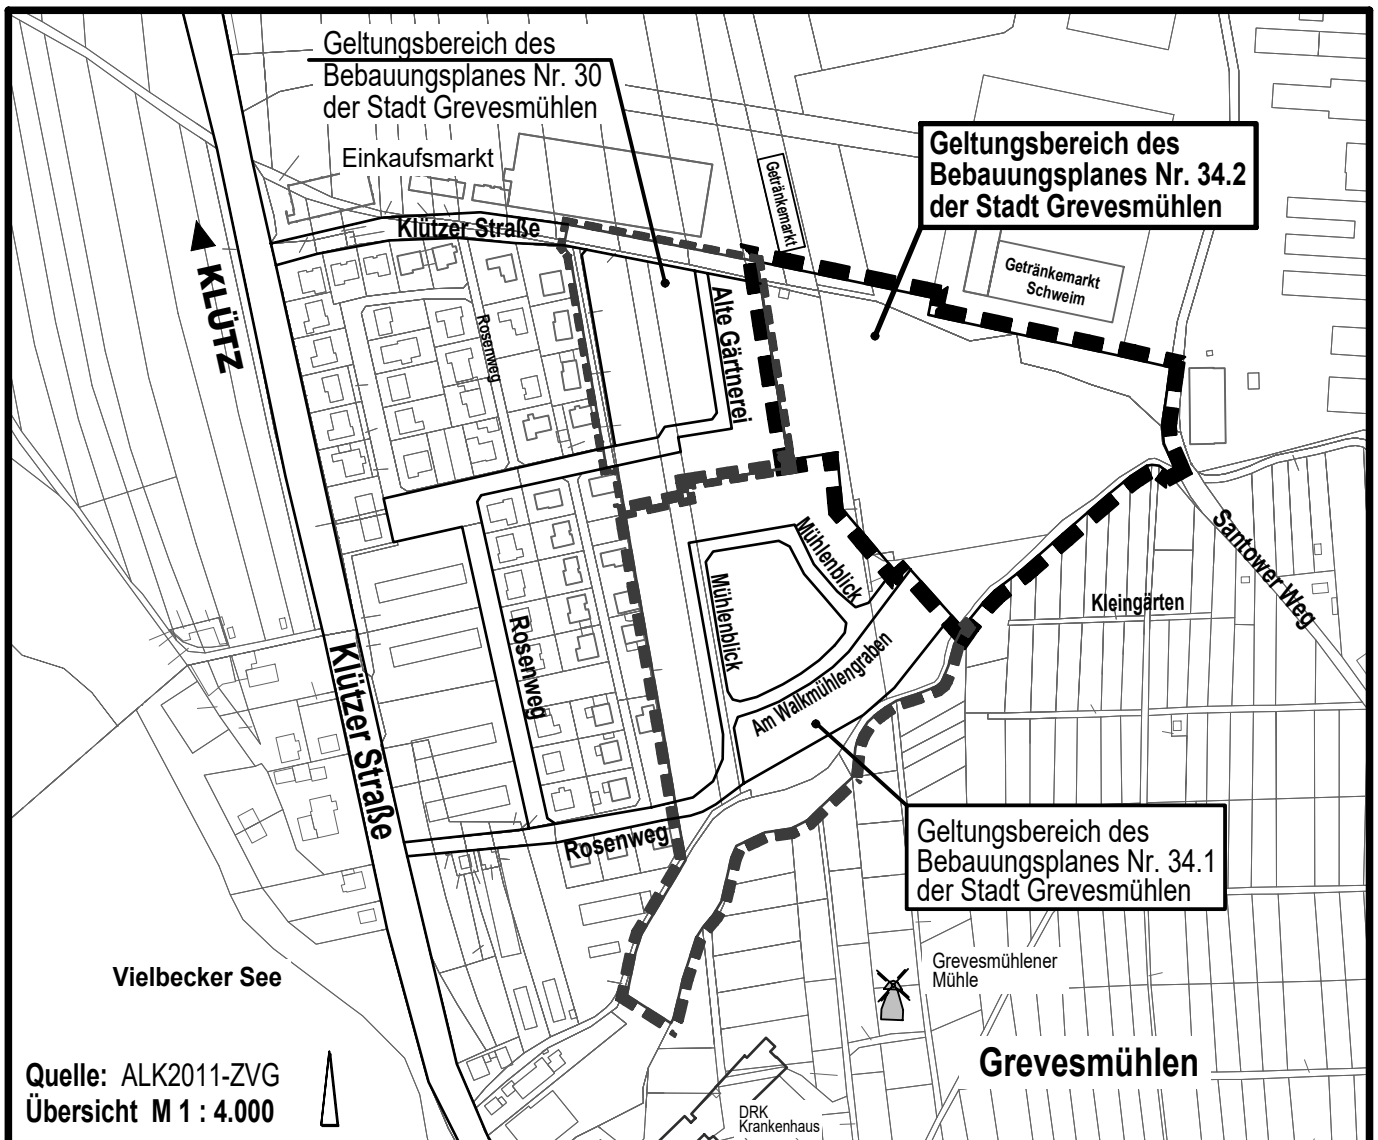 Geltungsbereich des
Bebauungsplanes Nr. 30
der Stadt Grevesmühlen
Einkaufsmarkt
Klützer Straße
Getränkemarkt
Geltungsbereich des
Bebauungsplanes Nr. 34.2
der Stadt Grevesmühlen
Getränkemarkt
Schweim
KLÜTZ
Rosenweg
Alte Gärtnerei
Santower Weg
Mühlenblick
Mühlenblick
Kleingärten
Rosenweg
Klützer Straße
Am Walkmühlengraben
Rosenweg
Geltungsbereich des
Bebauungsplanes Nr. 34.1
der Stadt Grevesmühlen
Vielbecker See
Grevesmühlener
Mühle
Grevesmühlen
Quelle: ALK2011-ZVG
Übersicht M 1 : 4.000
DRK
Krankenhaus